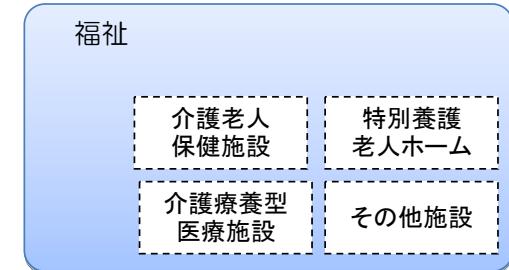 福祉
介護老人
保健施設
特別養護
老人ホーム
介護療養型
医療施設
その他施設